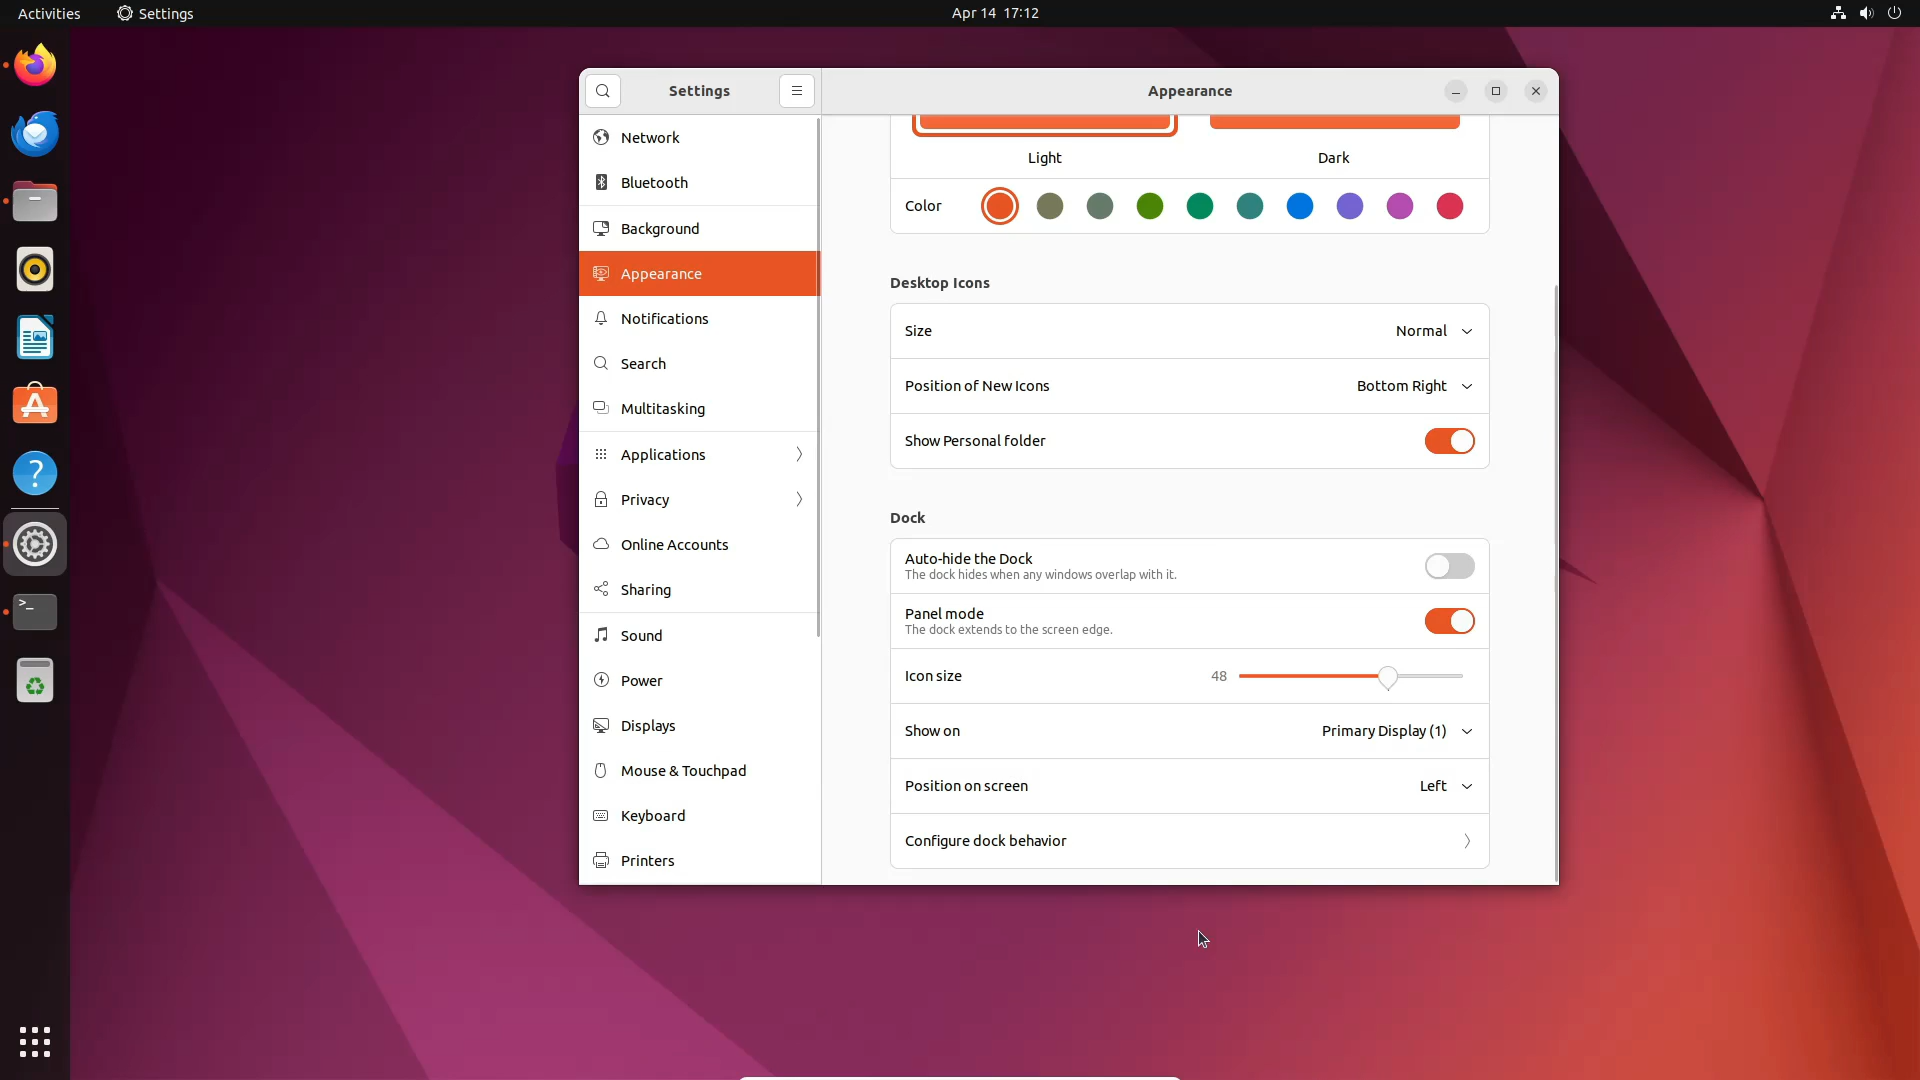 Activities Settings Apr 14 17:12
Settings Appearance
Network
Bluetooth
Background
Appearance
Notifications
Search
Multitasking
Applications
Privacy
Online Accounts
Sharing
Sound
Power
Displays
Mouse & Touchpad
Keyboard
Printers
Light Dark
Color
Desktop Icons
Size Normal
Position of New Icons Bottom Right
Show Personal folder
Dock
Auto-hide the Dock
The dock hides when any windows overlap with it.
Panel mode
The dock extends to the screen edge.
Icon size 48
Show on Primary Display (1)
Position on screen Left
Configure dock behavior